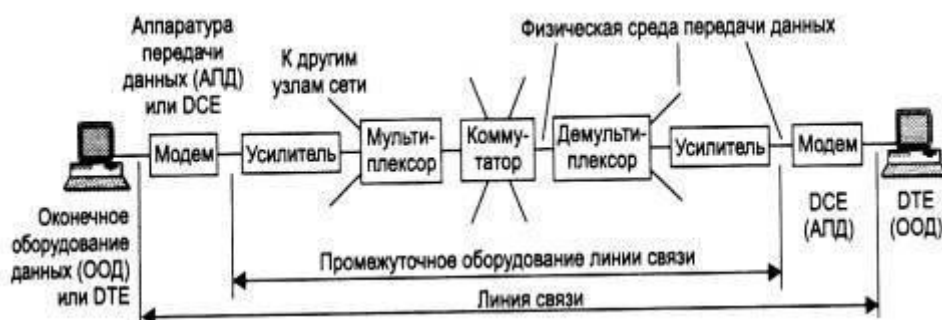 Аппаратура
передачи
данных (АПД)
или DCE
К другим
узлам сети
Физическая среда передачи данных
Модем
Усилитель
Мульти-
плексор
Комму-
татор
Демульти-
плексор
Усилитель
Модем
Оконечное
оборудование
данных (ООД)
или DTE
DCE
(АПД)
DTE
(ООД)
Промежуточное оборудование линии связи
Линия связи